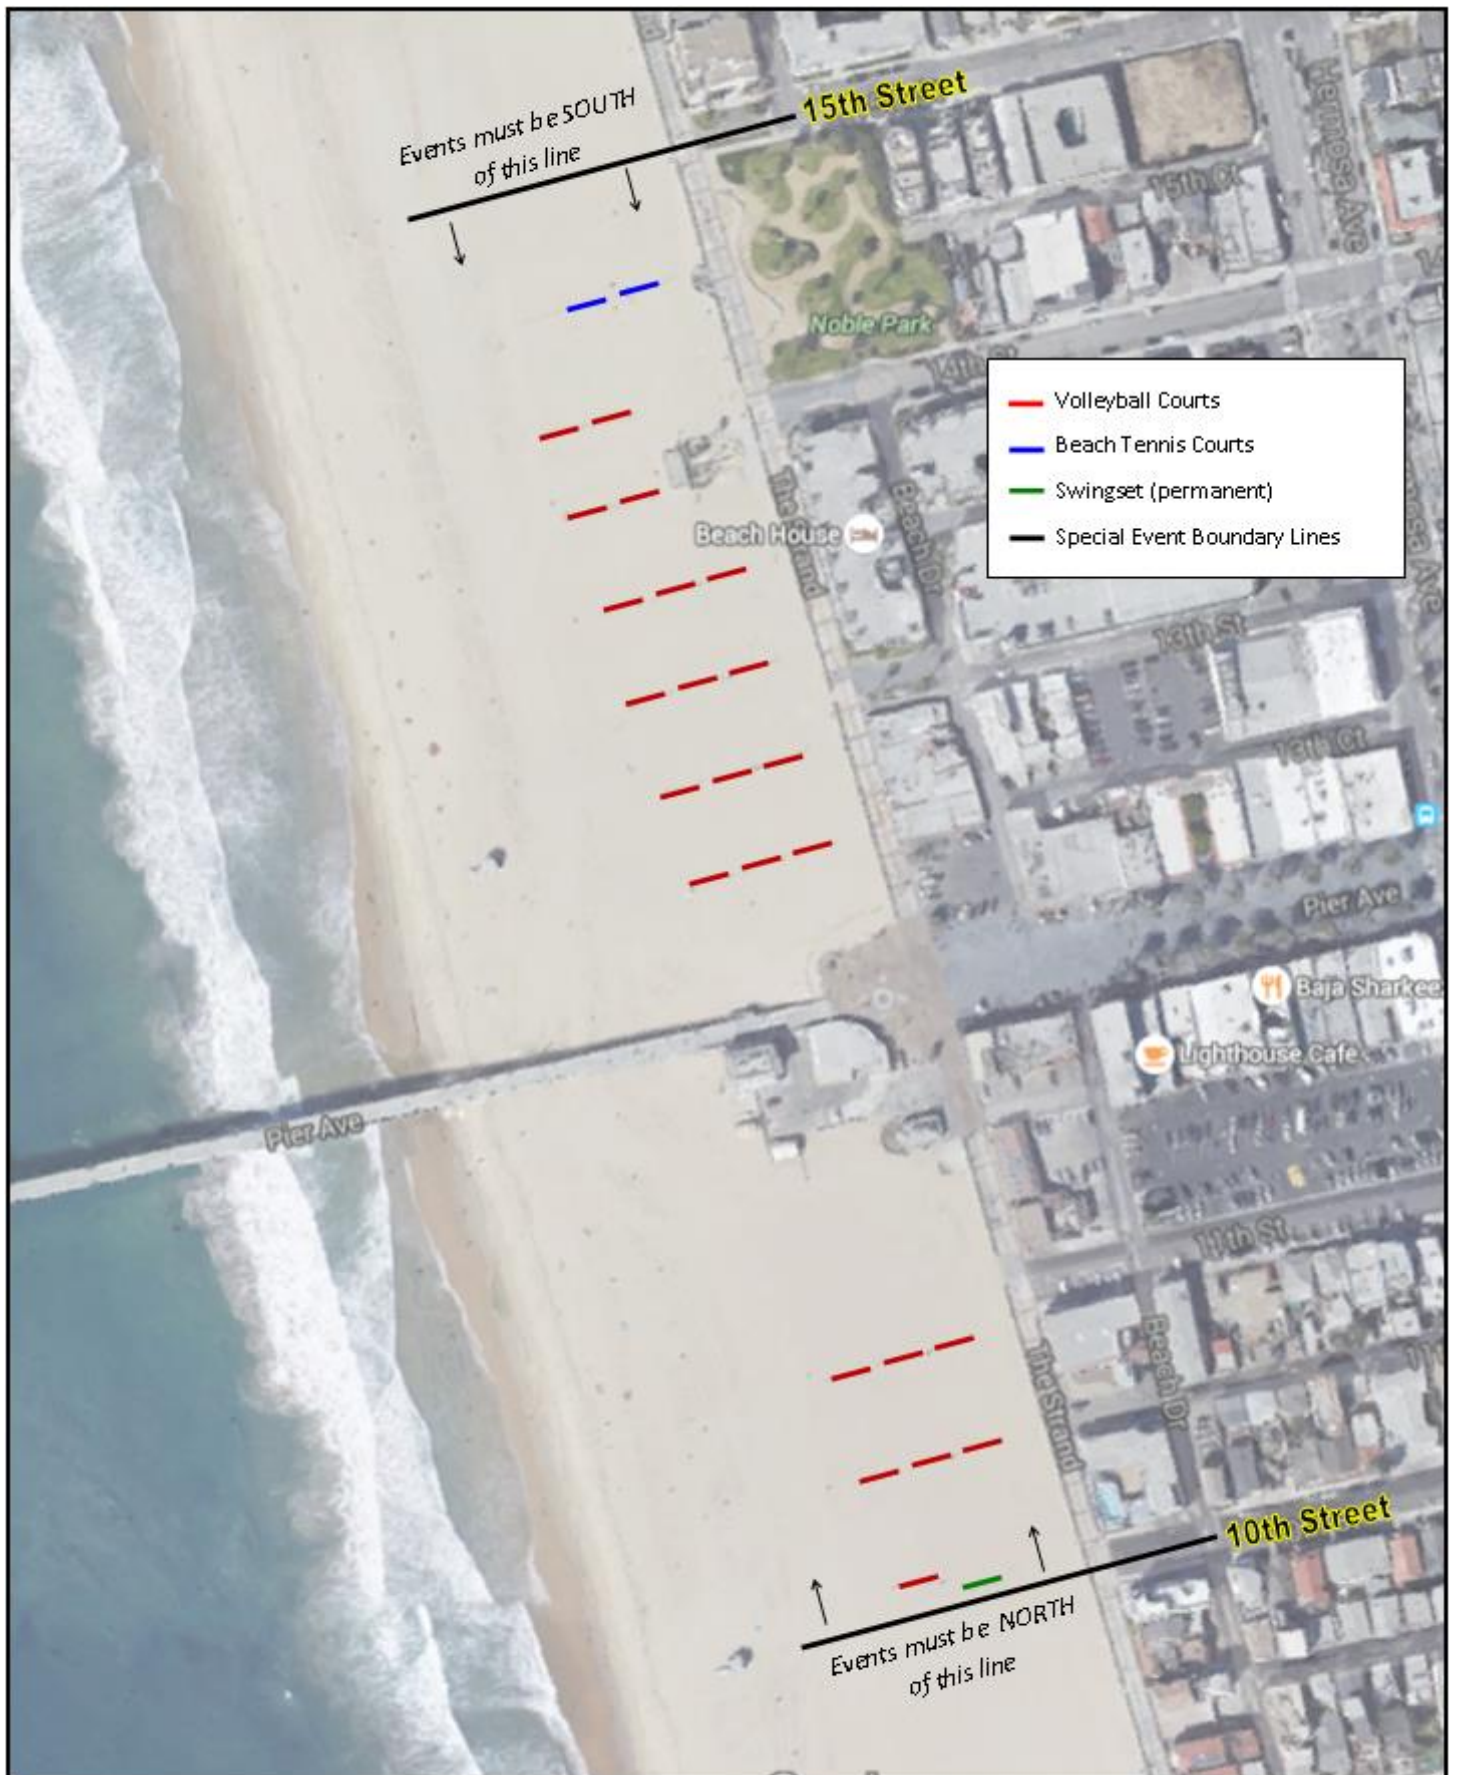 Events must be SOUTH
of this line
15th Street
15th Ct
Hermosa Ave
Noble Park
14th St
Volleyball Courts
Beach Tennis Courts
Swingset (permanent)
Special Event Boundary Lines
The Strand
Beach House
Beach Dr
13th St
13th Ct
Pier Ave
Baja Sharkee
Lighthouse Cafe
Pier Ave
11th St
The Strand
Beach Dr
10th Street
Events must be NORTH
of this line